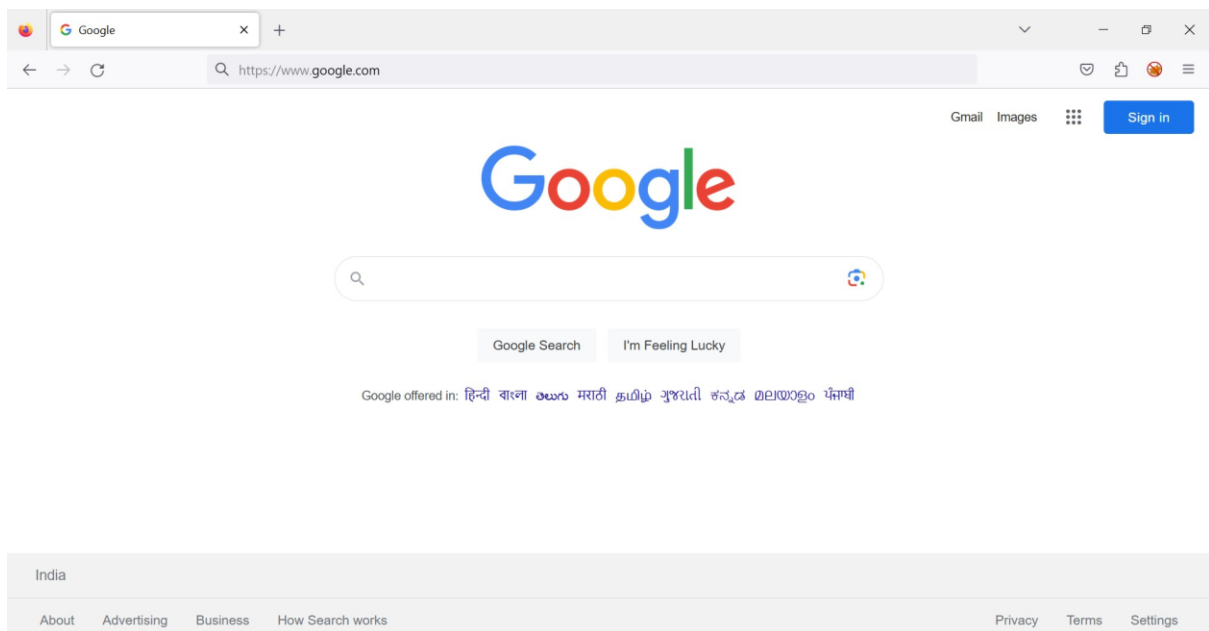 Google
https://www.google.com
Gmail Images Sign in
Google
Google Search I'm Feeling Lucky
Google offered in: हिन्दी বাংলা తెలుగు मराठी தமிழ் ગુજરાતી ಕನ್ನಡ മലയാളം ਪੰਜਾਬੀ
India
About Advertising Business How Search works Privacy Terms Settings